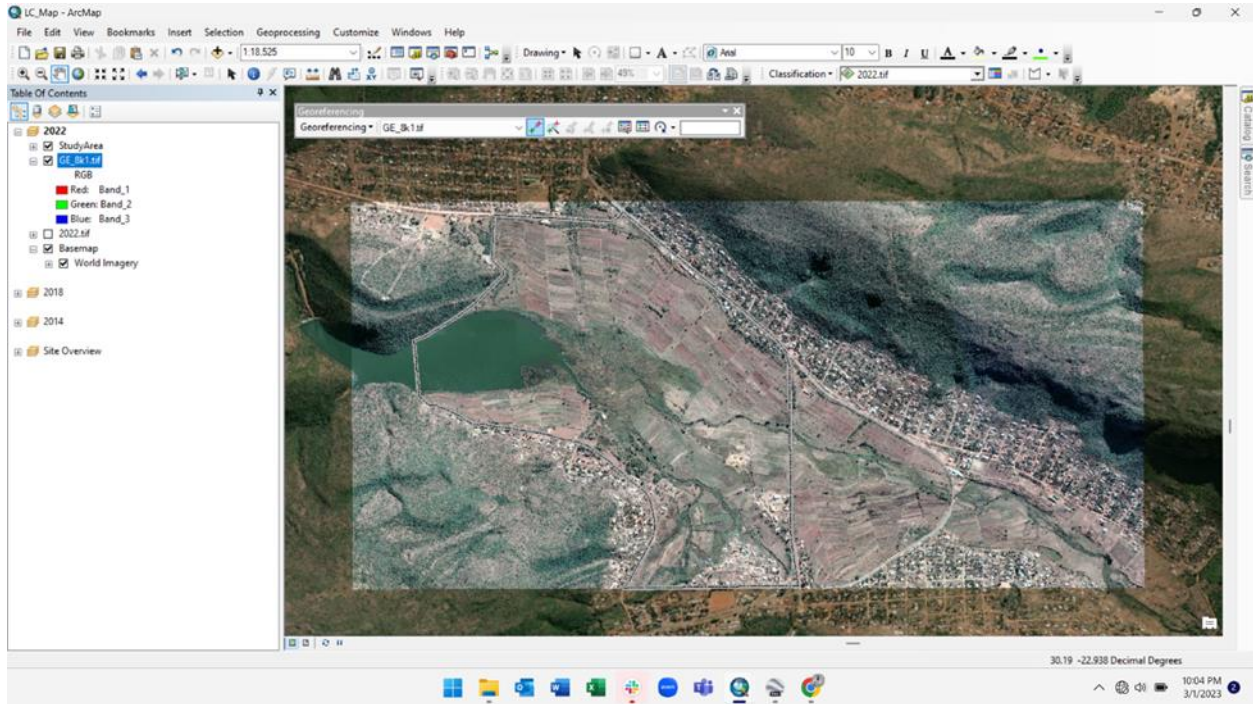 LC_Map - ArcMap
File Edit View Bookmarks Insert Selection Geoprocessing Customize Windows Help
1:18.525 Drawing A Arial 10 B I U A
49% Classification 2022.tif
Table Of Contents
Georeferencing
Georeferencing GE_8k1.tif
2022
StudyArea
GE_8k1.tif
RGB
Red: Band_1
Green: Band_2
Blue: Band_3
2022.tif
Basemap
World Imagery
2018
2014
Site Overview
Catalog
Search
30.19 -22.938 Decimal Degrees
10:04 PM
3/1/2023
2